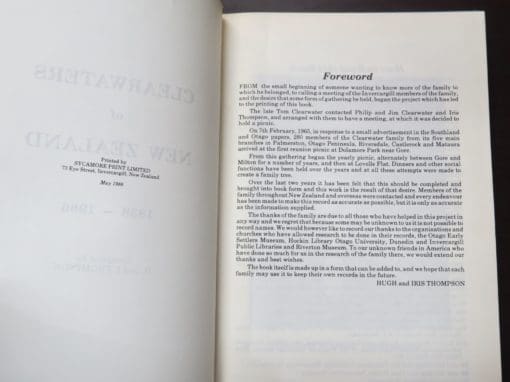 CLEARWATERS
of
NEW ZEALAND
Printed by
SYCAMORE PRINT LIMITED
73 Eye Street, Invercargill, New Zealand
May 1986
1838 - 1986
Foreword
FROM the small beginning of someone wanting to know more of the family to
which he belonged, to calling a meeting of the Invercargill members of the family,
and the desire that some form of gathering be held, began the project which has led
to the printing of this book.
The late Tom Clearwater contacted Philip and Jim Clearwater and Iris
Thompson, and arranged with them to have a meeting, at which it was decided to
hold a picnic.
On 7th February, 1965, in response to a small advertisement in the Southland
and Otago papers, 286 members of the Clearwater family from its five main
branches in Palmerston, Otago Peninsula, Riversdale, Castlerock and Mataura
arrived at the first reunion picnic at Dolamore Park near Gore.
From this gathering began the yearly picnic, alternately between Gore and
Milton for a number of years, and then at Lovells Flat. Dinners and other social
functions have been held over the years and at all these attempts were made to
create a family tree.
Over the last two years it has been felt that this should be completed and
brought into book form and this work is the result of that desire. Members of the
family throughout New Zealand and overseas were contacted and every endeavour
has been made to make this record as accurate as possible, but it is only as accurate
as the information supplied.
The thanks of the family are due to all those who have helped in this project in
any way and we regret that because some may be unknown to us it is not possible to
record names. We would however like to record our thanks to the organisations and
churches who have allowed research to be done in their records, the Otago Early
Settlers Museum, Hocken Library Otago University, Dunedin and Invercargill
Public Libraries and Riverton Museum. To our unknown friends in America who
have done so much for us in the research of the family there, we would extend our
thanks and best wishes.
The book itself is made up in a form that can be added to, and we hope that each
family may use it to keep their own records in the future.
HUGH and IRIS THOMPSON